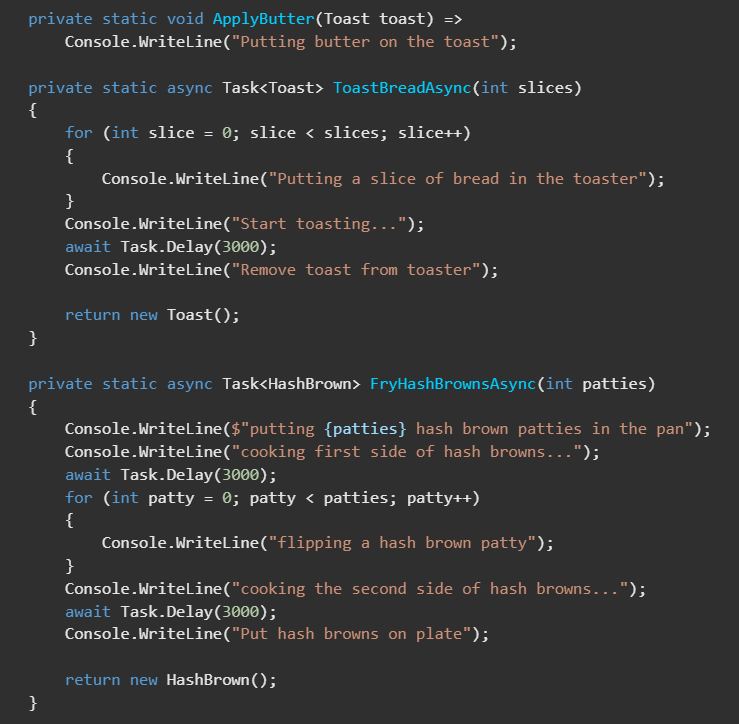 private static void ApplyButter(Toast toast) =>
    Console.WriteLine("Putting butter on the toast");

private static async Task<Toast> ToastBreadAsync(int slices)
{
    for (int slice = 0; slice < slices; slice++)
    {
        Console.WriteLine("Putting a slice of bread in the toaster");
    }
    Console.WriteLine("Start toasting...");
    await Task.Delay(3000);
    Console.WriteLine("Remove toast from toaster");

    return new Toast();
}

private static async Task<HashBrown> FryHashBrownsAsync(int patties)
{
    Console.WriteLine($"putting {patties} hash brown patties in the pan");
    Console.WriteLine("cooking first side of hash browns...");
    await Task.Delay(3000);
    for (int patty = 0; patty < patties; patty++)
    {
        Console.WriteLine("flipping a hash brown patty");
    }
    Console.WriteLine("cooking the second side of hash browns...");
    await Task.Delay(3000);
    Console.WriteLine("Put hash browns on plate");

    return new HashBrown();
}